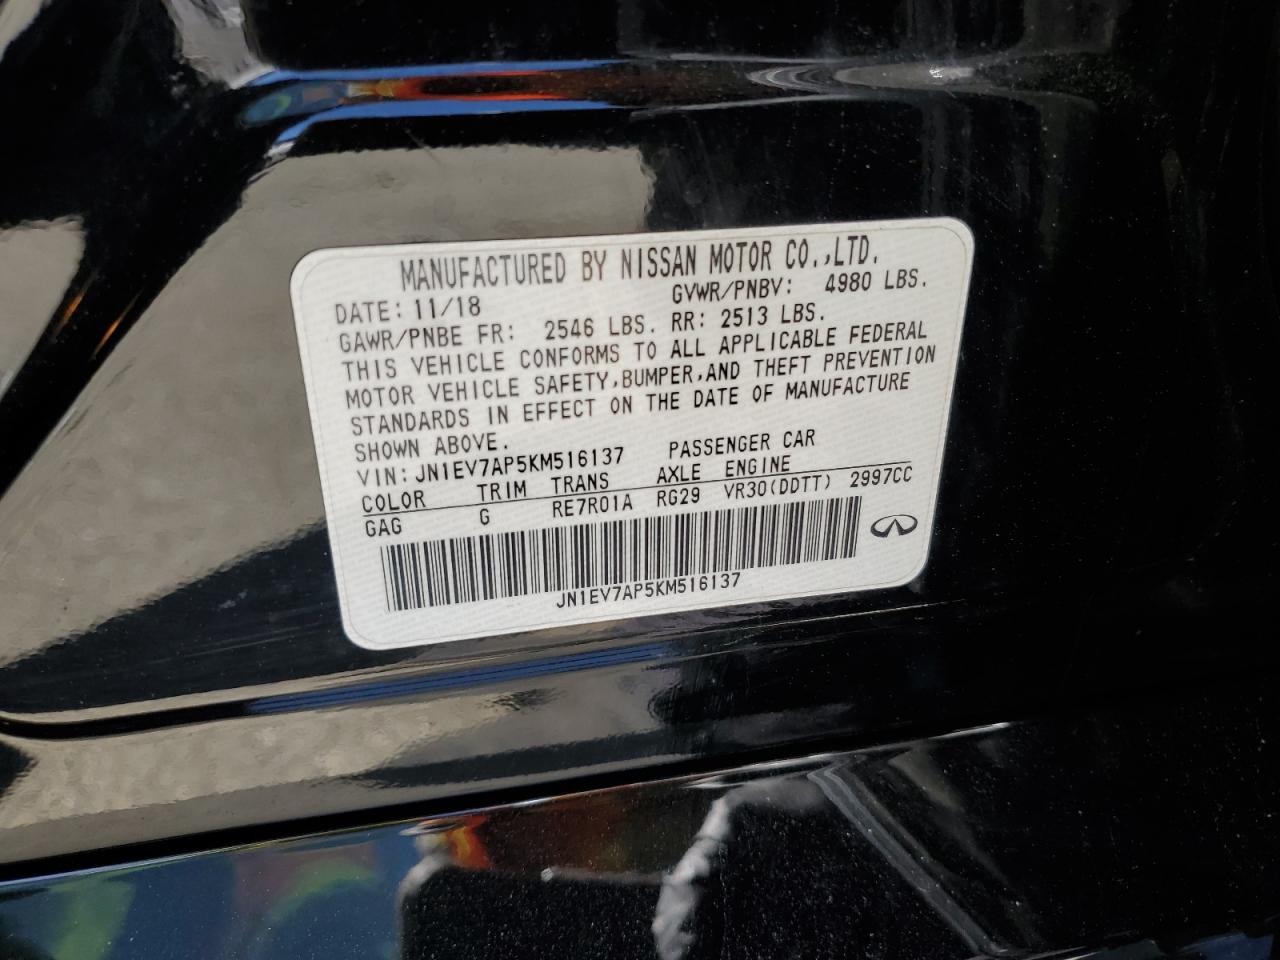 MANUFACTURED BY NISSAN MOTOR CO.,LTD.
DATE: 11/18 GVWR/PNBV: 4980 LBS.
GAWR/PNBE FR: 2546 LBS. RR: 2513 LBS.
THIS VEHICLE CONFORMS TO ALL APPLICABLE FEDERAL
MOTOR VEHICLE SAFETY,BUMPER,AND THEFT PREVENTION
STANDARDS IN EFFECT ON THE DATE OF MANUFACTURE
SHOWN ABOVE.
VIN: JN1EV7AP5KM516137 PASSENGER CAR
COLOR TRIM TRANS AXLE ENGINE
GAG G RE7R01A RG29 VR30(DDTT) 2997CC
JN1EV7AP5KM516137